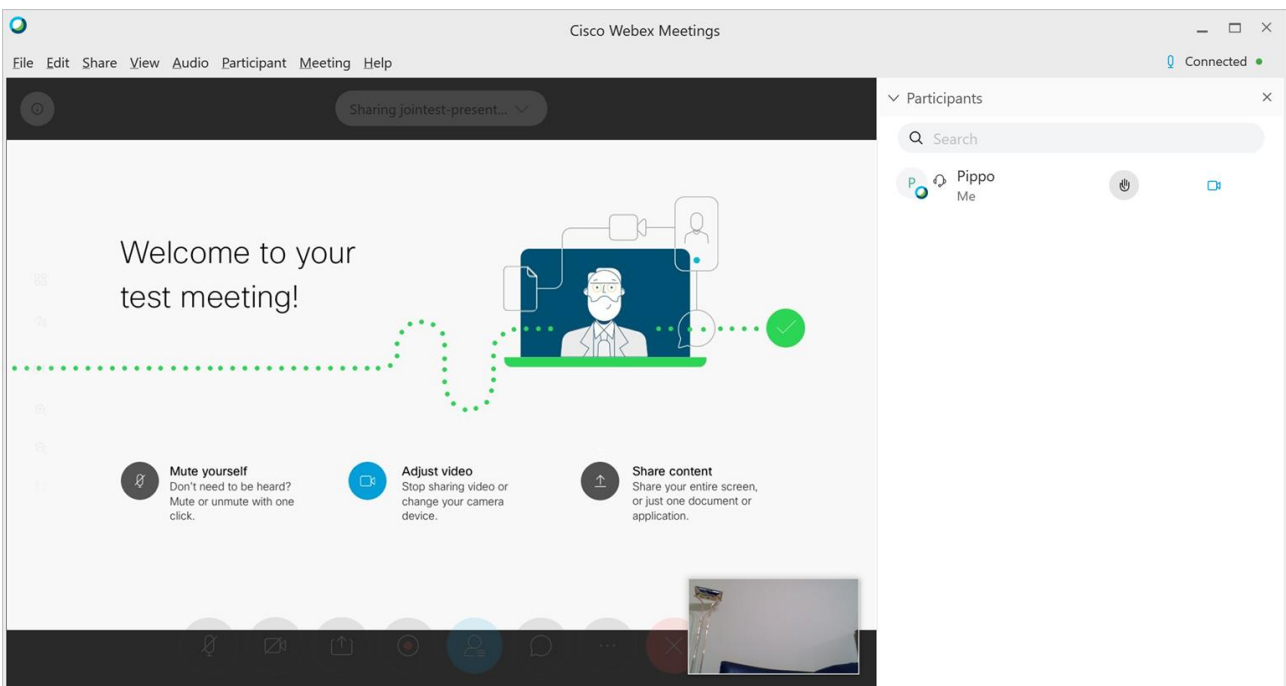 Cisco Webex Meetings
File Edit Share View Audio Participant Meeting Help
Connected
Sharing jointest-present...
Participants
Search
P
Pippo
Me
Welcome to your
test meeting!
Mute yourself
Don't need to be heard?
Mute or unmute with one
click.
Adjust video
Stop sharing video or
change your camera
device.
Share content
Share your entire screen,
or just one document or
application.